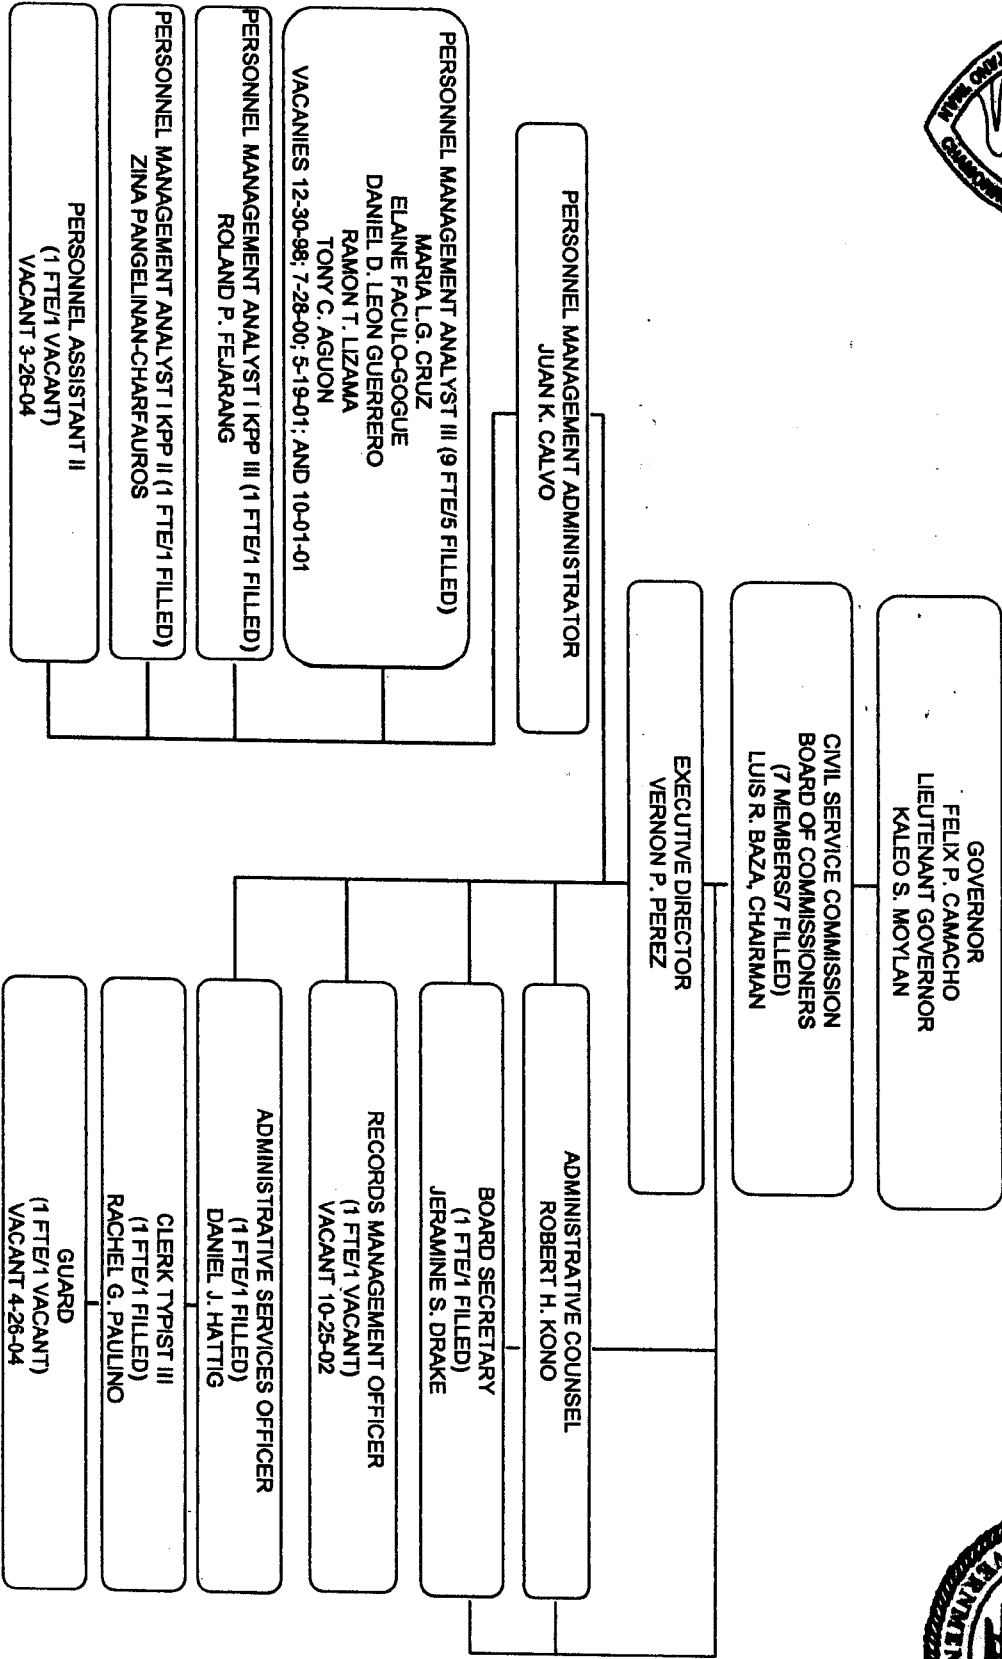 GOVERNOR
FELIX P. CAMACHO
LIEUTENANT GOVERNOR
KALEO S. MOYLAN
CIVIL SERVICE COMMISSION
BOARD OF COMMISSIONERS
(7 MEMBERS/7 FILLED)
LUIS R. BAZA, CHAIRMAN
EXECUTIVE DIRECTOR
VERNON P. PEREZ
PERSONNEL MANAGEMENT ADMINISTRATOR
JUAN K. CALVO
PERSONNEL MANAGEMENT ANALYST III (9 FTE/5 FILLED)
MARIA L.G. CRUZ
ELAINE FACULO-GOGUE
DANIEL D. LEON GUERRERO
RAMON T. LIZAMA
TONY C. AGUON
VACANIES 12-30-98; 7-28-00; 5-19-01; AND 10-01-01
PERSONNEL MANAGEMENT ANALYST I KPP III (1 FTE/1 FILLED)
ROLAND P. FEJARANG
PERSONNEL MANAGEMENT ANALYST I KPP II (1 FTE/1 FILLED)
ZINA PANGELINAN-CHARFAUROS
PERSONNEL ASSISTANT II
(1 FTE/1 VACANT)
VACANT 3-26-04
ADMINISTRATIVE COUNSEL
ROBERT H. KONO
BOARD SECRETARY
(1 FTE/1 FILLED)
JERAMINE S. DRAKE
RECORDS MANAGEMENT OFFICER
(1 FTE/1 VACANT)
VACANT 10-25-02
ADMINISTRATIVE SERVICES OFFICER
(1 FTE/1 FILLED)
DANIEL J. HATTIG
CLERK TYPIST III
(1 FTE/1 FILLED)
RACHEL G. PAULINO
GUARD
(1 FTE/1 VACANT)
VACANT 4-26-04